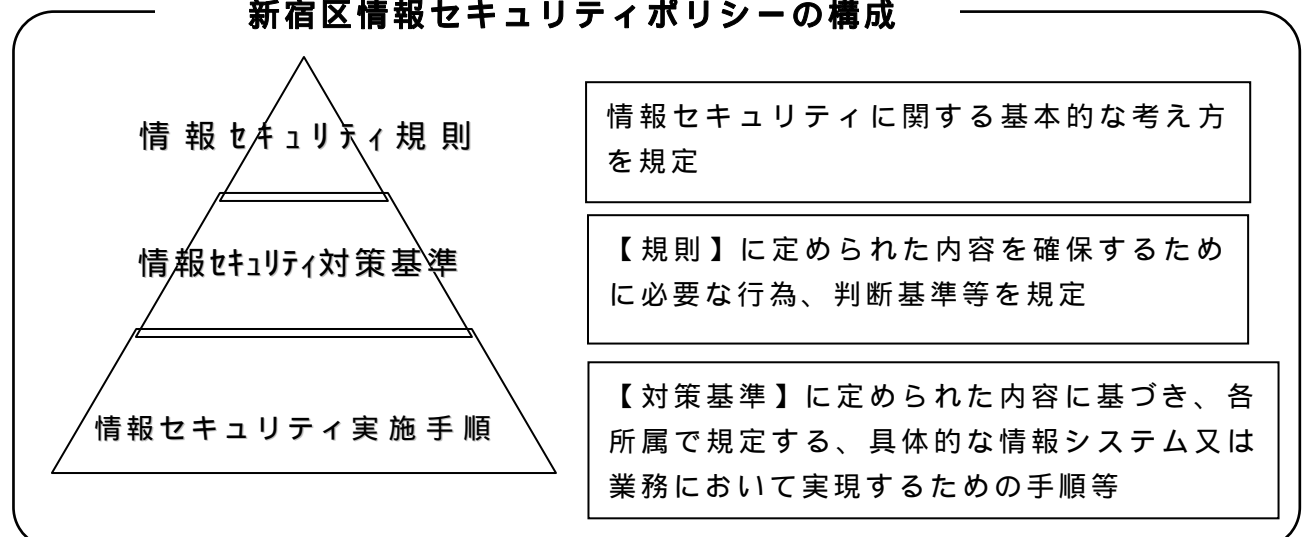 新宿区情報セキュリティポリシーの構成
情報セキュリティ規則
情報セキュリティに関する基本的な考え方
を規定
情報セキュリティ対策基準
【規則】に定められた内容を確保するため
に必要な行為、判断基準等を規定
情報セキュリティ実施手順
【対策基準】に定められた内容に基づき、各
所属で規定する、具体的な情報システム又は
業務において実現するための手順等